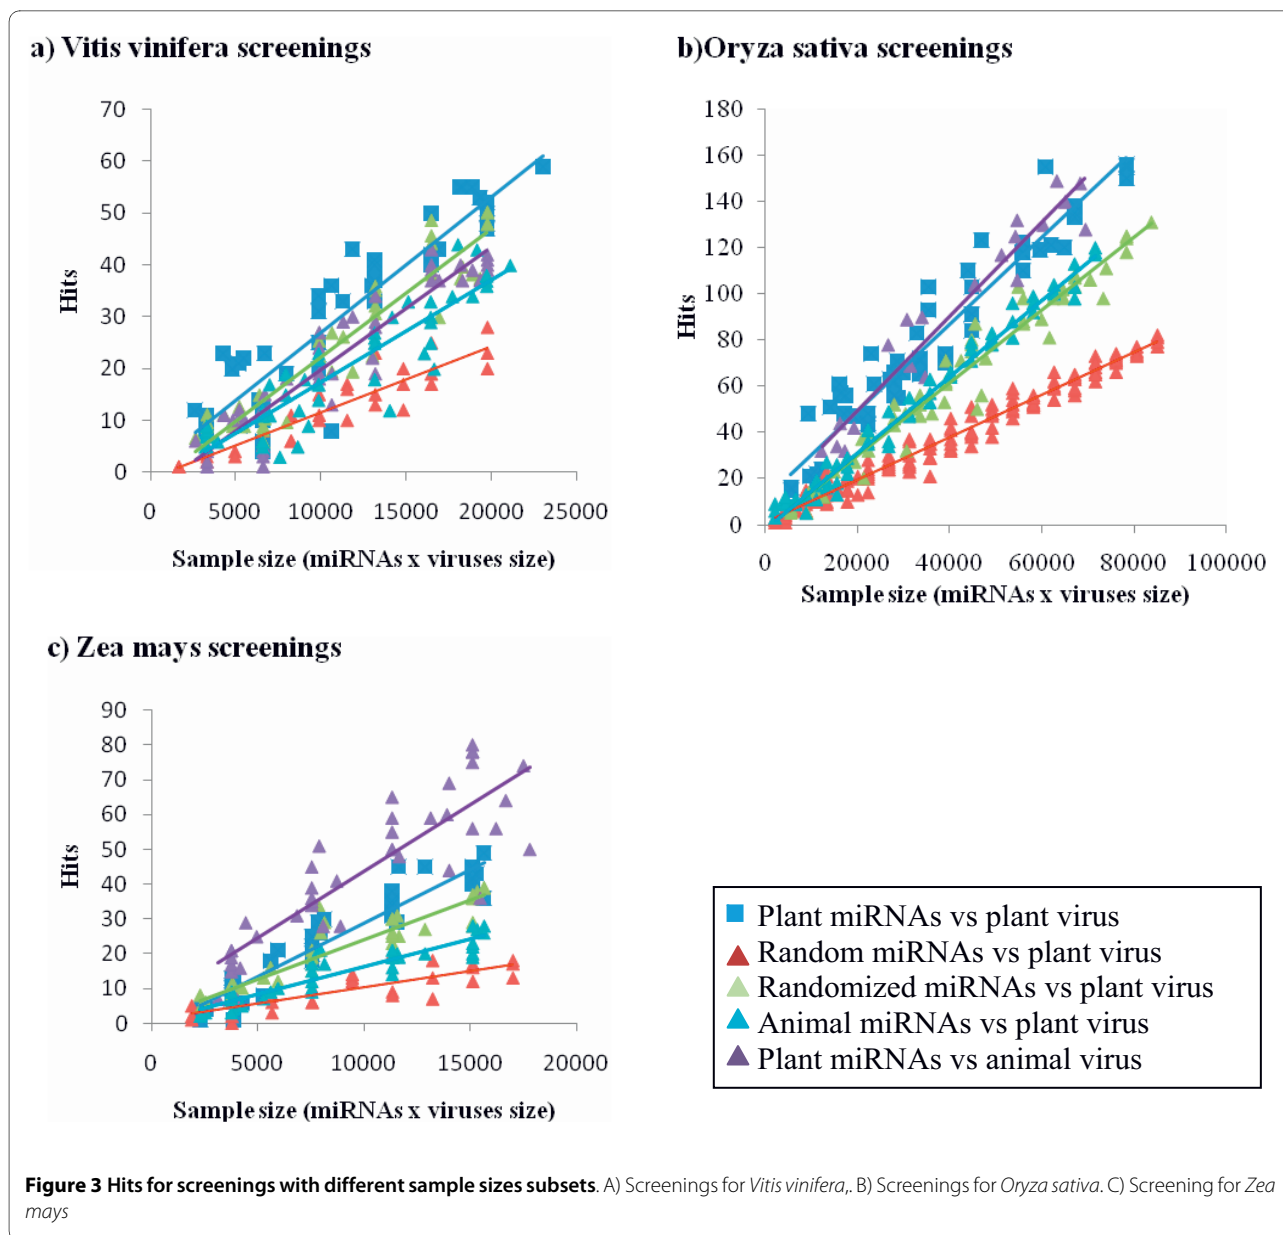 a) Vitis vinifera screenings
70
60
50
40
30
20
10
0
Hits
0 5000 10000 15000 20000 25000
Sample size (miRNAs x viruses size)
b)Oryza sativa screenings
180
160
140
120
100
80
60
40
20
0
Hits
0 20000 40000 60000 80000 100000
Sample size (miRNAs x viruses size)
c) Zea mays screenings
90
80
70
60
50
40
30
20
10
0
Hits
0 5000 10000 15000 20000
Sample size (miRNAs x viruses size)
Plant miRNAs vs plant virus
Random miRNAs vs plant virus
Randomized miRNAs vs plant virus
Animal miRNAs vs plant virus
Plant miRNAs vs animal virus
Figure 3 Hits for screenings with different sample sizes subsets. A) Screenings for Vitis vinifera,. B) Screenings for Oryza sativa. C) Screening for Zea
mays